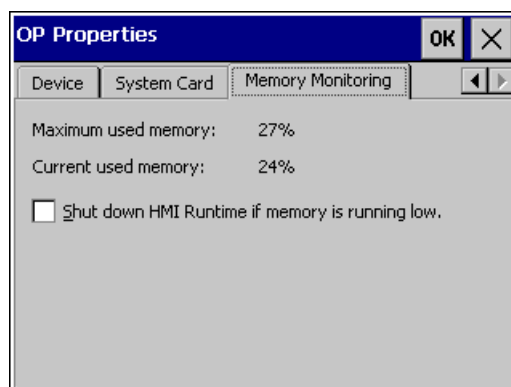 OP Properties OK
Device System Card Memory Monitoring
Maximum used memory: 27%
Current used memory: 24%
Shut down HMI Runtime if memory is running low.